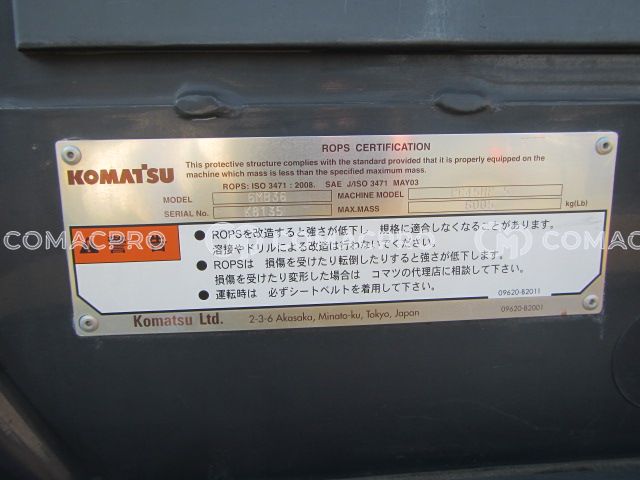 ROPS CERTIFICATION
KOMATSU
This protective structure complies with the standard provided that it is properly equipped on the
machine which mass is less than the specified maximum mass.
ROPS: ISO 3471 : 2008. SAE J/ISO 3471 MAY03
MODEL MACHINE MODEL
SERIAL No. K8135 MAX.MASS kg(Lb)
警告
● ROPSを改造すると強さが低下し 規格に適合しなくなることがあります。
溶接やドリルによる改造は行わないでください。
● ROPSは 損傷を受けたり転倒したりすると強さが低下します。
損傷を受けたり変形した場合は コマツの代理店に相談して下さい。
● 運転時は 必ずシートベルトを着用して下さい。
09620-B2011
Komatsu Ltd. 2-3-6 Akasaka, Minato-ku, Tokyo, Japan
09620-B2001
COMACPRO COMACPRO COMACPRO